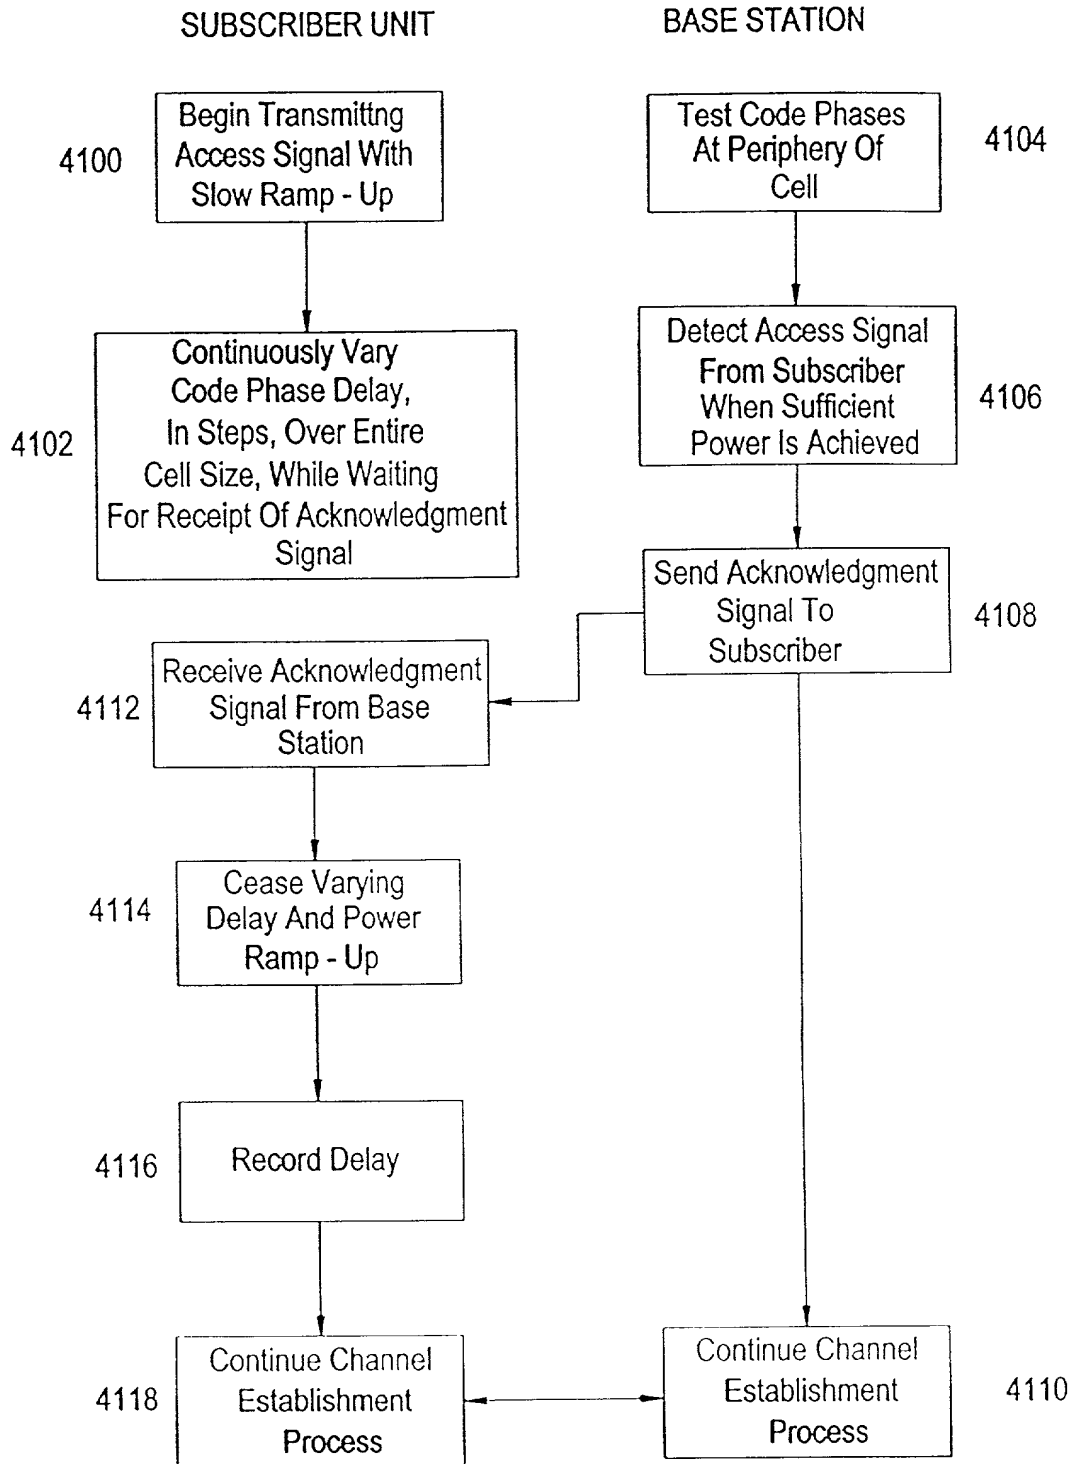 SUBSCRIBER UNIT
BASE STATION
4100
Begin Transmittng
Access Signal With
Slow Ramp - Up
Test Code Phases
At Periphery Of
Cell
4104
4102
Continuously Vary
Code Phase Delay,
In Steps, Over Entire
Cell Size, While Waiting
For Receipt Of Acknowledgment
Signal
Detect Access Signal
From Subscriber
When Sufficient
Power Is Achieved
4106
Send Acknowledgment
Signal To
Subscriber
4108
4112
Receive Acknowledgment
Signal From Base
Station
4114
Cease Varying
Delay And Power
Ramp - Up
4116
Record Delay
4118
Continue Channel
Establishment
Process
Continue Channel
Establishment
Process
4110